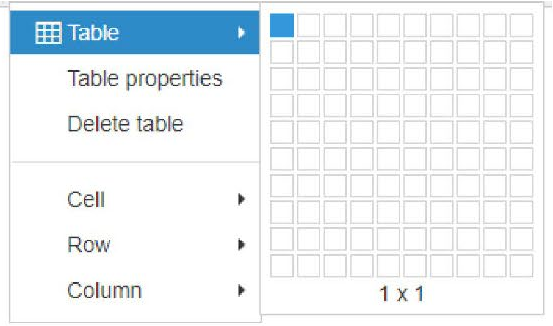 Table
Table properties
Delete table
Cell
Row
Column
1 x 1